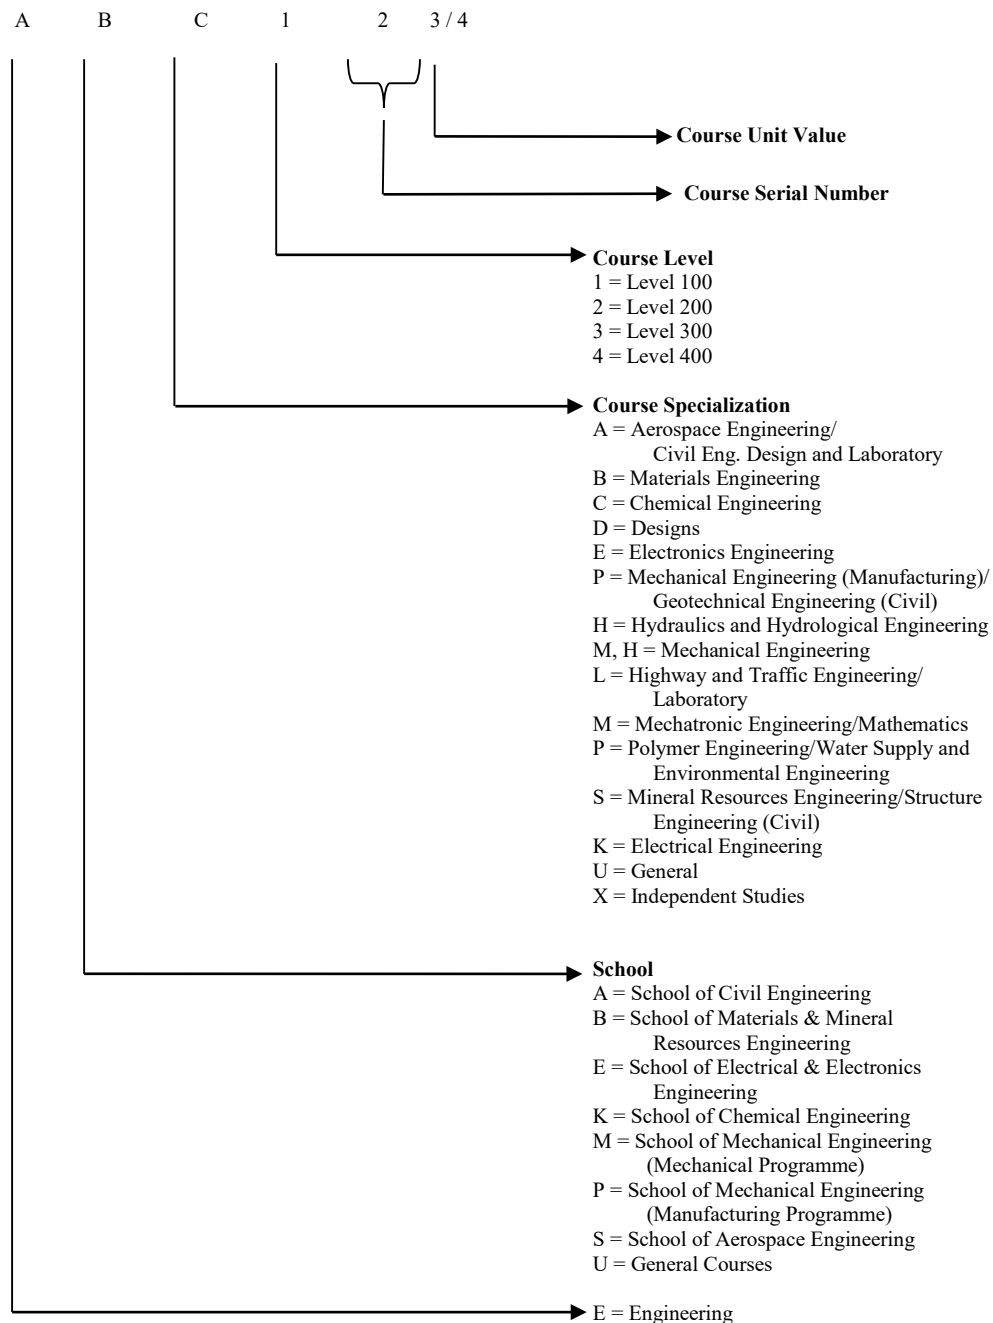 A B C 1 2 3 / 4
Course Unit Value
Course Serial Number
Course Level
1 = Level 100
2 = Level 200
3 = Level 300
4 = Level 400
Course Specialization
A = Aerospace Engineering/
Civil Eng. Design and Laboratory
B = Materials Engineering
C = Chemical Engineering
D = Designs
E = Electronics Engineering
P = Mechanical Engineering (Manufacturing)/
Geotechnical Engineering (Civil)
H = Hydraulics and Hydrological Engineering
M, H = Mechanical Engineering
L = Highway and Traffic Engineering/
Laboratory
M = Mechatronic Engineering/Mathematics
P = Polymer Engineering/Water Supply and
Environmental Engineering
S = Mineral Resources Engineering/Structure
Engineering (Civil)
K = Electrical Engineering
U = General
X = Independent Studies
School
A = School of Civil Engineering
B = School of Materials & Mineral
Resources Engineering
E = School of Electrical & Electronics
Engineering
K = School of Chemical Engineering
M = School of Mechanical Engineering
(Mechanical Programme)
P = School of Mechanical Engineering
(Manufacturing Programme)
S = School of Aerospace Engineering
U = General Courses
E = Engineering